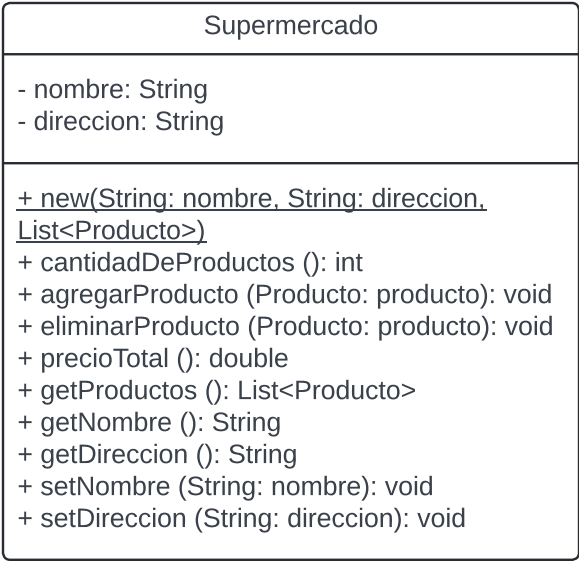 Supermercado
- nombre: String
- direccion: String
+ new(String: nombre, String: direccion,
List<Producto>)
+ cantidadDeProductos (): int
+ agregarProducto (Producto: producto): void
+ eliminarProducto (Producto: producto): void
+ precioTotal (): double
+ getProductos (): List<Producto>
+ getNombre (): String
+ getDireccion (): String
+ setNombre (String: nombre): void
+ setDireccion (String: direccion): void